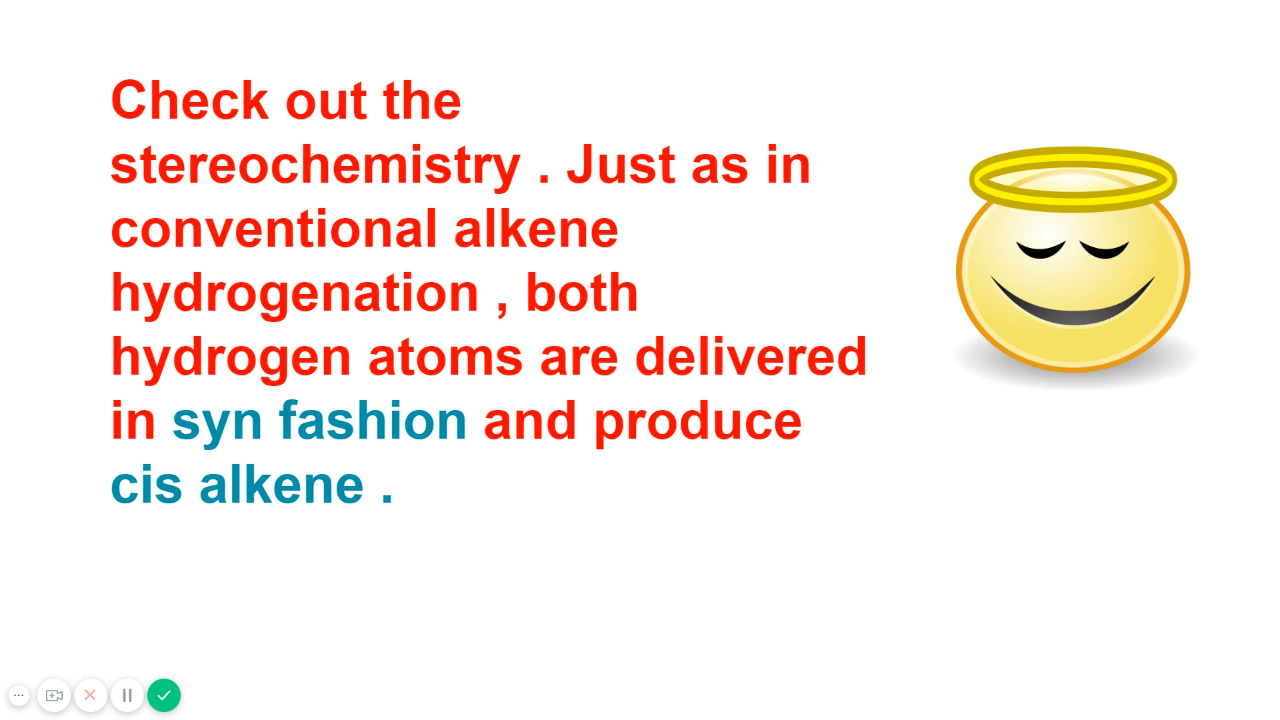 Check out the
stereochemistry . Just as in
conventional alkene
hydrogenation , both
hydrogen atoms are delivered
in syn fashion and produce
cis alkene .